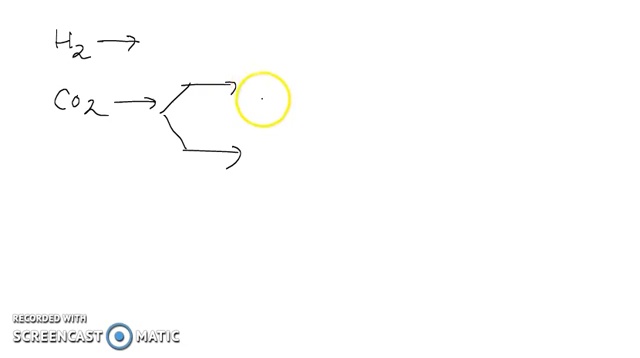 H2 →
CO2 →
RECORDED WITH
SCREENCAST MATIC